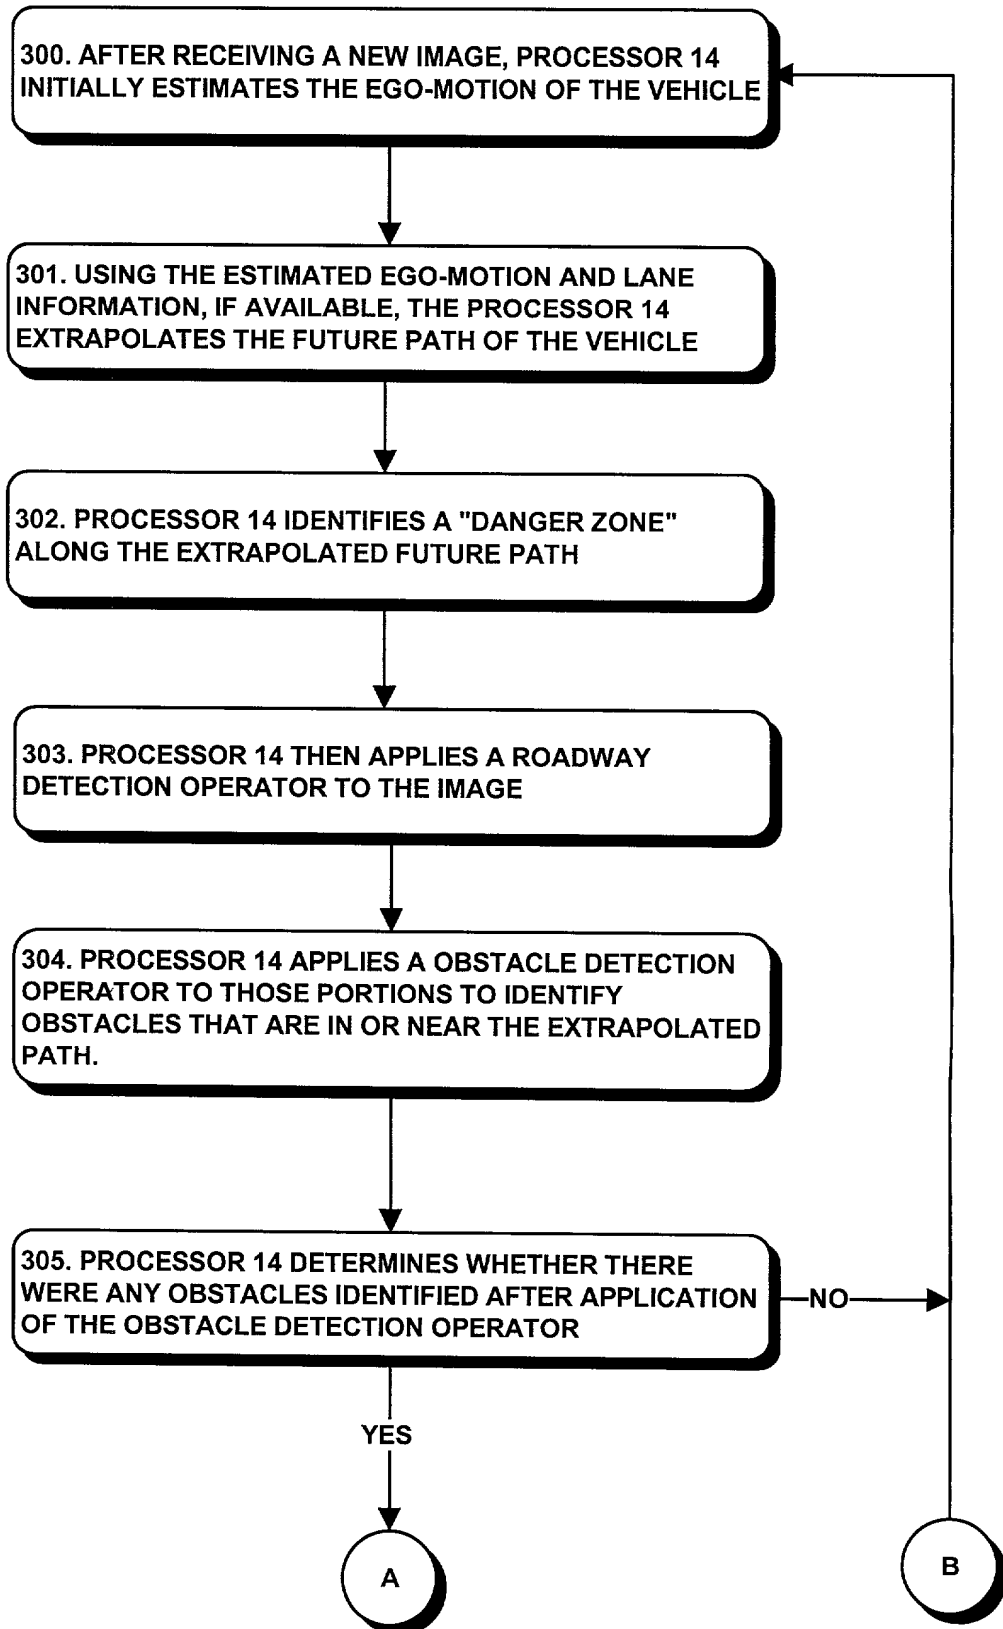 300. AFTER RECEIVING A NEW IMAGE, PROCESSOR 14
INITIALLY ESTIMATES THE EGO-MOTION OF THE VEHICLE
301. USING THE ESTIMATED EGO-MOTION AND LANE
INFORMATION, IF AVAILABLE, THE PROCESSOR 14
EXTRAPOLATES THE FUTURE PATH OF THE VEHICLE
302. PROCESSOR 14 IDENTIFIES A "DANGER ZONE"
ALONG THE EXTRAPOLATED FUTURE PATH
303. PROCESSOR 14 THEN APPLIES A ROADWAY
DETECTION OPERATOR TO THE IMAGE
304. PROCESSOR 14 APPLIES A OBSTACLE DETECTION
OPERATOR TO THOSE PORTIONS TO IDENTIFY
OBSTACLES THAT ARE IN OR NEAR THE EXTRAPOLATED
PATH.
305. PROCESSOR 14 DETERMINES WHETHER THERE
WERE ANY OBSTACLES IDENTIFIED AFTER APPLICATION
OF THE OBSTACLE DETECTION OPERATOR
NO
YES
A
B